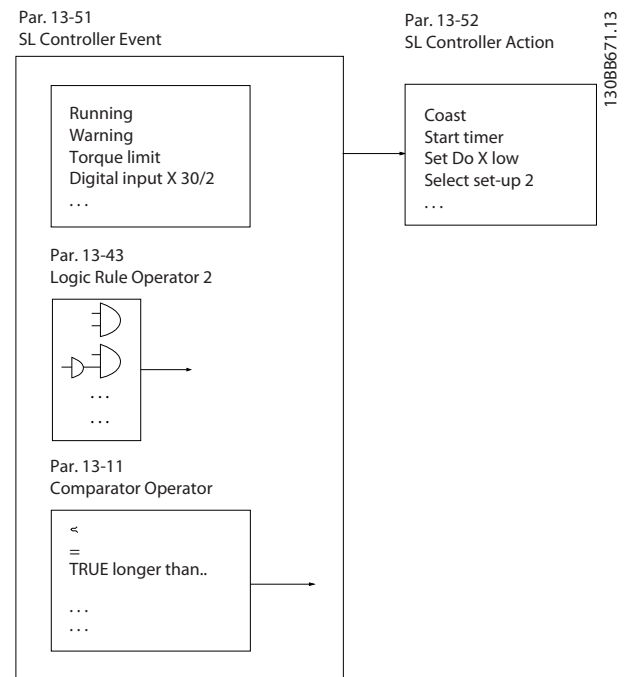 Par. 13-51
SL Controller Event
Par. 13-52
SL Controller Action
130BB671.13
Running
Warning
Torque limit
Digital input X 30/2
. . .
Coast
Start timer
Set Do X low
Select set-up 2
. . .
Par. 13-43
Logic Rule Operator 2
. . .
. . .
Par. 13-11
Comparator Operator
<
=
TRUE longer than..
. . .
. . .